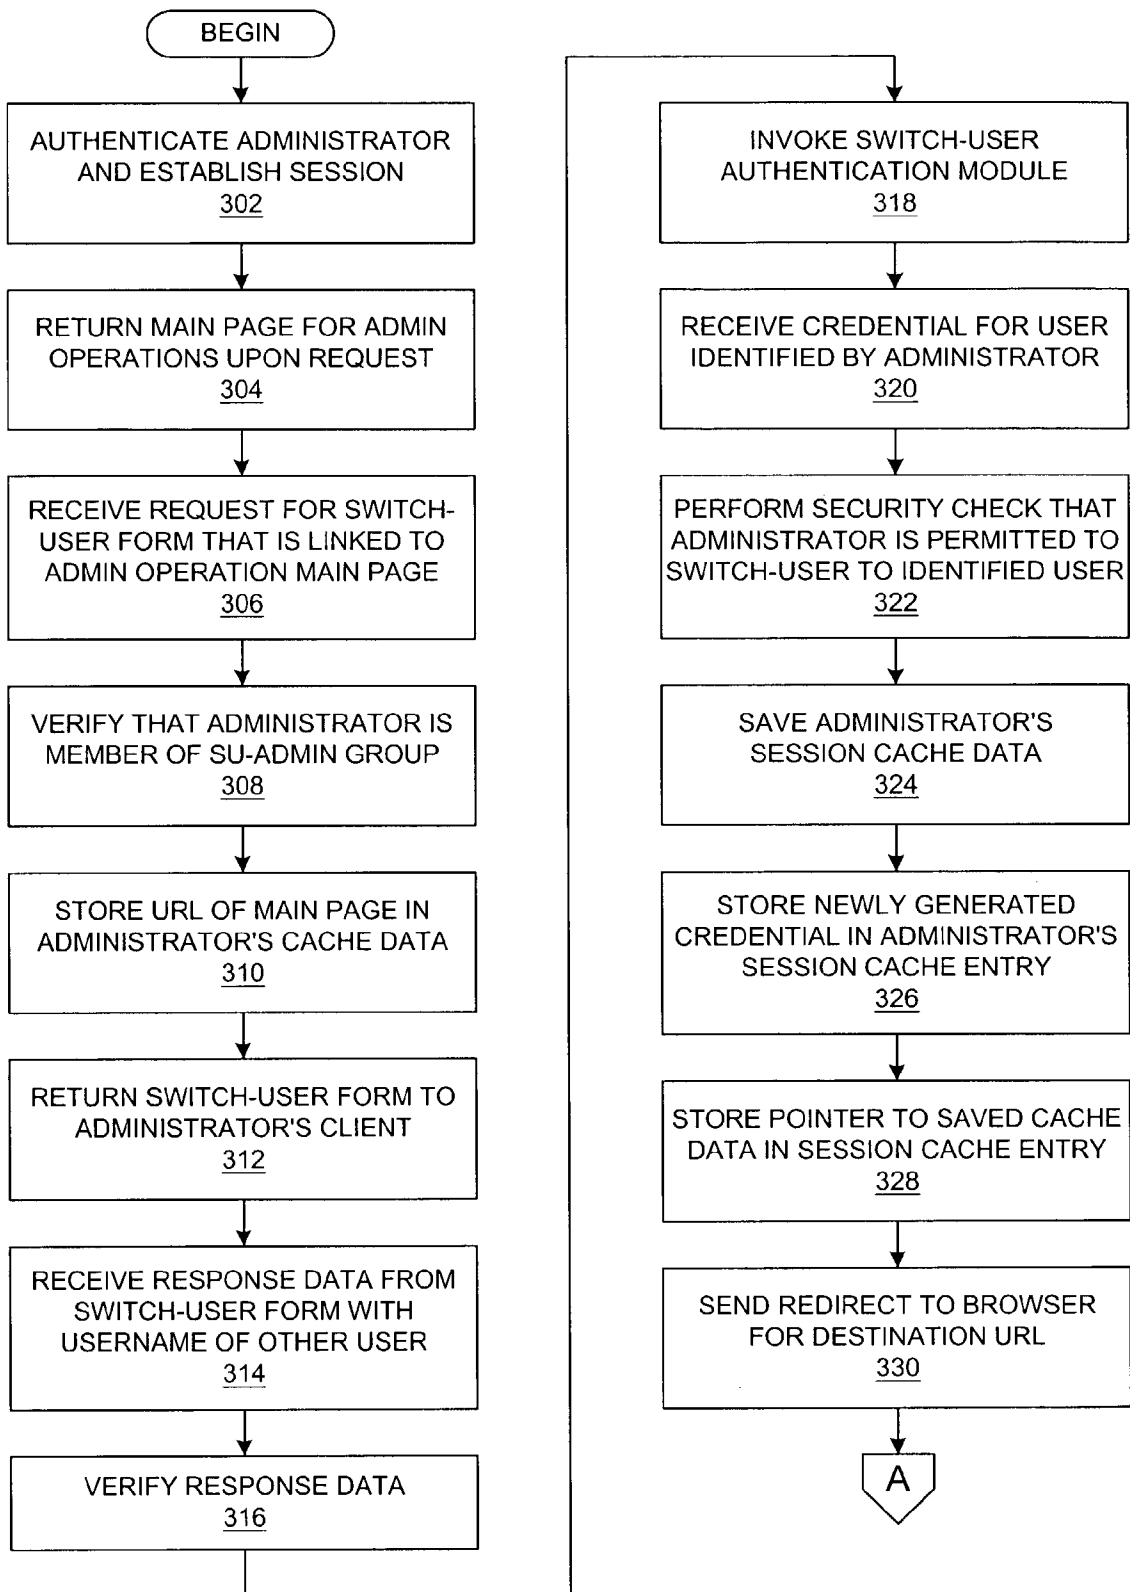 BEGIN
AUTHENTICATE ADMINISTRATOR
AND ESTABLISH SESSION
302
RETURN MAIN PAGE FOR ADMIN
OPERATIONS UPON REQUEST
304
RECEIVE REQUEST FOR SWITCH-
USER FORM THAT IS LINKED TO
ADMIN OPERATION MAIN PAGE
306
VERIFY THAT ADMINISTRATOR IS
MEMBER OF SU-ADMIN GROUP
308
STORE URL OF MAIN PAGE IN
ADMINISTRATOR'S CACHE DATA
310
RETURN SWITCH-USER FORM TO
ADMINISTRATOR'S CLIENT
312
RECEIVE RESPONSE DATA FROM
SWITCH-USER FORM WITH
USERNAME OF OTHER USER
314
VERIFY RESPONSE DATA
316
INVOKE SWITCH-USER
AUTHENTICATION MODULE
318
RECEIVE CREDENTIAL FOR USER
IDENTIFIED BY ADMINISTRATOR
320
PERFORM SECURITY CHECK THAT
ADMINISTRATOR IS PERMITTED TO
SWITCH-USER TO IDENTIFIED USER
322
SAVE ADMINISTRATOR'S
SESSION CACHE DATA
324
STORE NEWLY GENERATED
CREDENTIAL IN ADMINISTRATOR'S
SESSION CACHE ENTRY
326
STORE POINTER TO SAVED CACHE
DATA IN SESSION CACHE ENTRY
328
SEND REDIRECT TO BROWSER
FOR DESTINATION URL
330
A